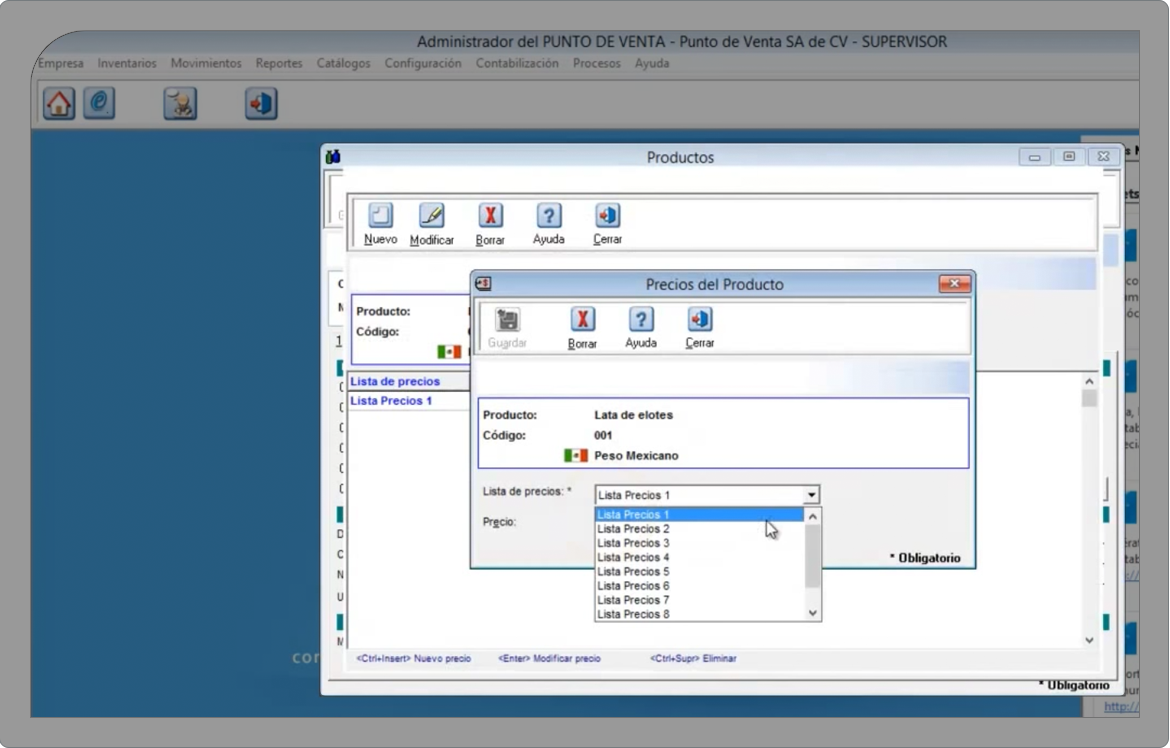 Administrador del PUNTO DE VENTA - Punto de Venta SA de CV - SUPERVISOR
Empresa Inventarios Movimientos Reportes Catálogos Configuración Contabilización Procesos Ayuda
Productos
Nuevo Modificar Borrar Ayuda Cerrar
Producto:
Código:
Lista de precios
Lista Precios 1
Precios del Producto
Guardar Borrar Ayuda Cerrar
Producto: Lata de elotes
Código: 001
Peso Mexicano
Lista de precios: * Lista Precios 1
Precio:
Lista Precios 1
Lista Precios 2
Lista Precios 3
Lista Precios 4
Lista Precios 5
Lista Precios 6
Lista Precios 7
Lista Precios 8
* Obligatorio
<Ctrl+Insert> Nuevo precio <Enter> Modificar precio <Ctrl+Supr> Eliminar
* Obligatorio
http://